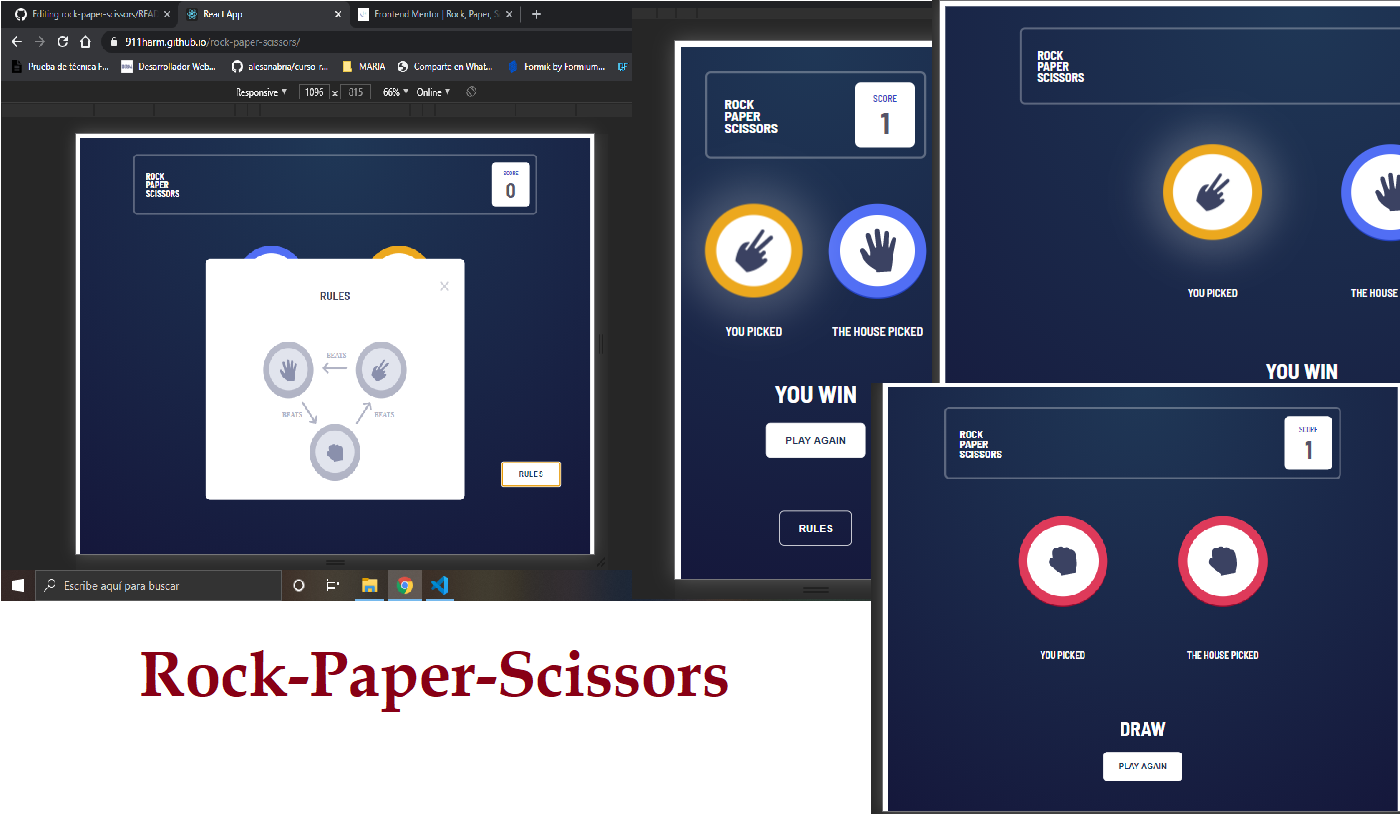 Editing rock-paper-scissors/READ
React App
Frontend Mentor | Rock, Paper, S
911harm.github.io/rock-paper-scissors/
Prueba de técnica F...
Desarrollador Web...
alesanabria/curso-r...
MARIA
Comparte en What...
Formik by Formium...
Responsive
1096 x 815
66%
Online
ROCK
PAPER
SCISSORS
SCORE
0
RULES
BEATS
BEATS
BEATS
RULES
Escribe aquí para buscar
ROCK
PAPER
SCISSORS
SCORE
1
YOU PICKED
THE HOUSE PICKED
YOU WIN
PLAY AGAIN
RULES
ROCK
PAPER
SCISSORS
YOU PICKED
THE HOUSE
YOU WIN
ROCK
PAPER
SCISSORS
SCORE
1
YOU PICKED
THE HOUSE PICKED
DRAW
PLAY AGAIN
Rock-Paper-Scissors